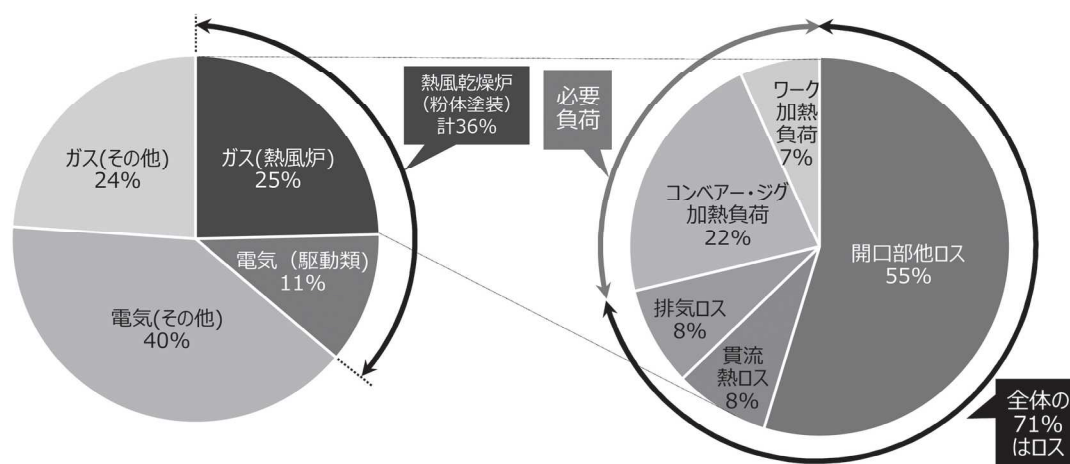 熱風乾燥炉
(粉体塗装)
計36%
ガス(その他)
24%
ガス(熱風炉)
25%
電気（駆動類)
11%
電気(その他)
40%
必要
負荷
ワーク
加熱
負荷
7%
コンベアー・ジグ
加熱負荷
22%
開口部他ロス
55%
排気ロス
8%
貫流
熱ロス
8%
全体の
71%
はロス